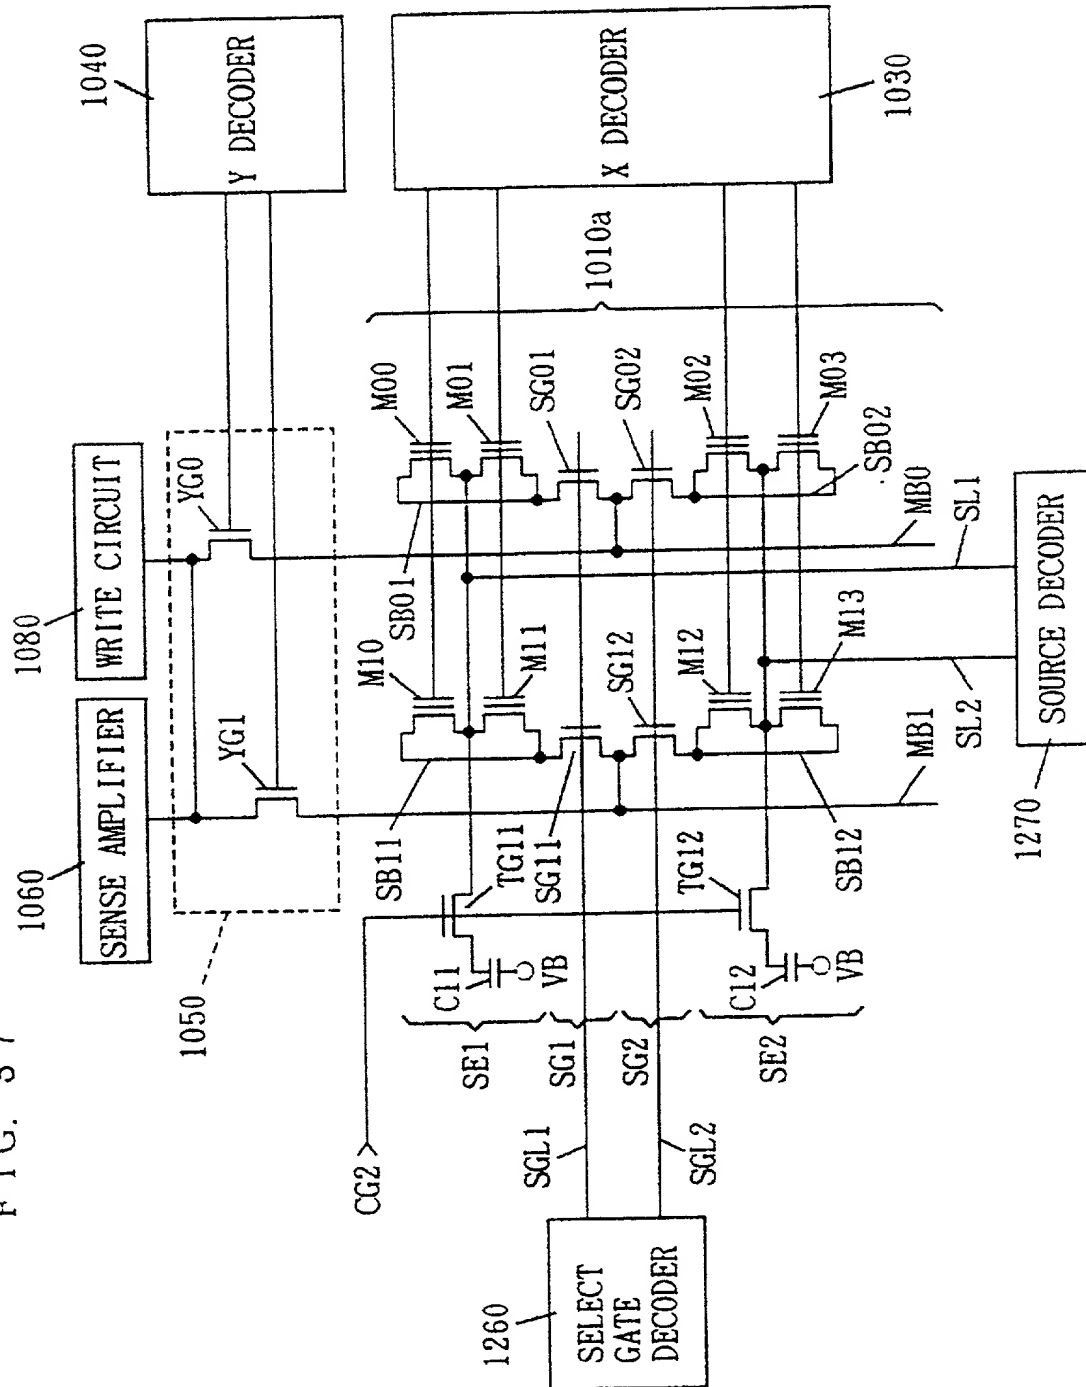 FIG. 37
1060
SENSE AMPLIFIER
1080
WRITE CIRCUIT
1040
Y DECODER
1050
YG1
YG0
CG2
C11
VB
TG11
SB11
M10
M11
SB01
M00
M01
X DECODER
1030
1010a
SE1
SG1
SG2
SE2
SG11
SG12
SG01
SG02
1260
SELECT
GATE
DECODER
SGL1
SGL2
C12
VB
TG12
SB12
M12
M13
M02
M03
SB02
MB1
SL2
SL1
MB0
1270
SOURCE DECODER